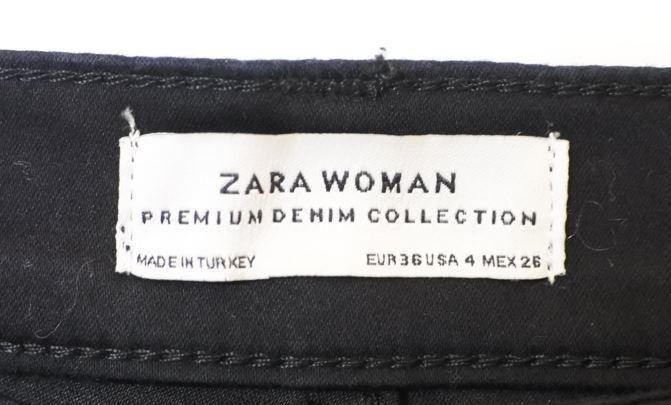 ZARA WOMAN
PREMIUM DENIM COLLECTION
MADE IN TURKEY EUR 36 USA 4 MEX 26